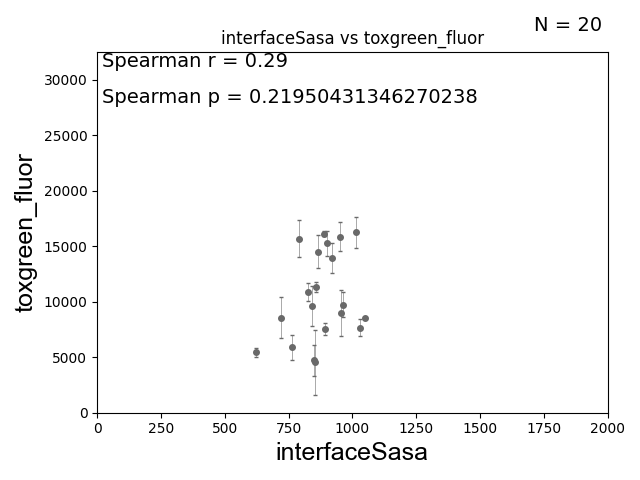 N = 20
interfaceSasa vs toxgreen_fluor
Spearman r = 0.29
Spearman p = 0.21950431346270238
toxgreen_fluor
30000
25000
20000
15000
10000
5000
0
0 250 500 750 1000 1250 1500 1750 2000
interfaceSasa